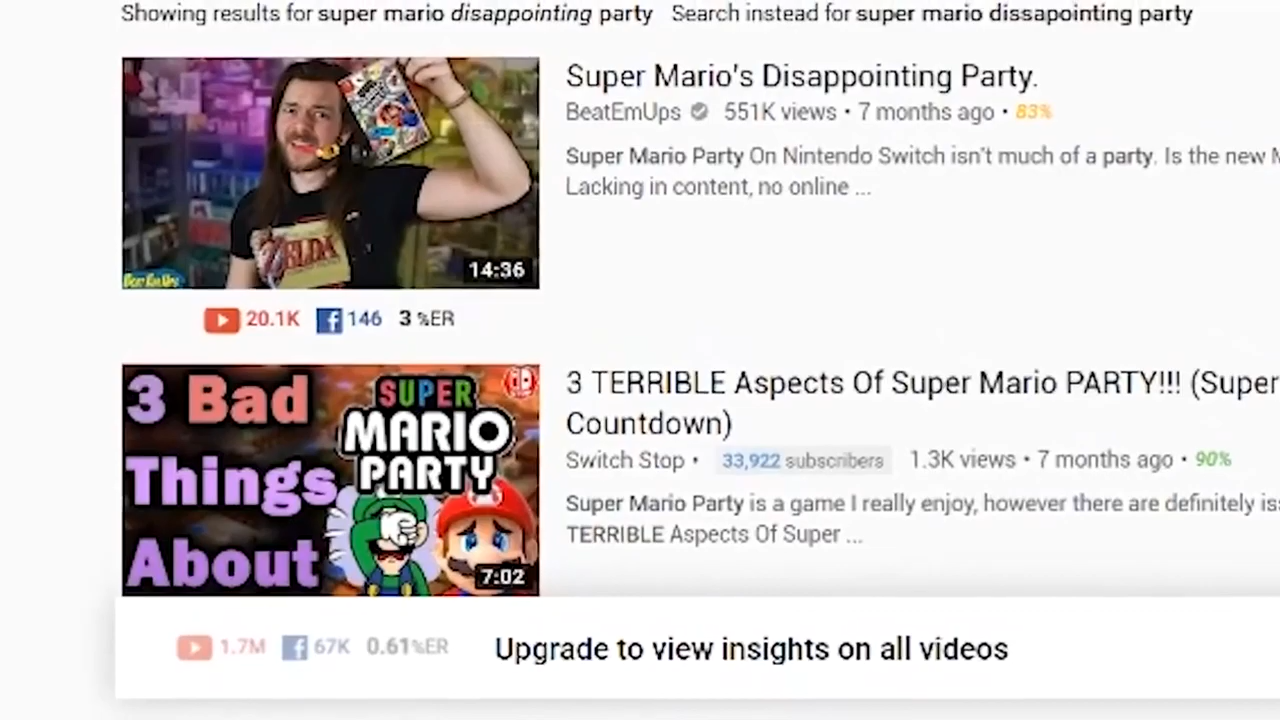 Showing results for super mario disappointing party Search instead for super mario dissapointing party
Super Mario's Disappointing Party.
BeatEmUps 551K views • 7 months ago • 83%
Super Mario Party On Nintendo Switch isn't much of a party. Is the new M
Lacking in content, no online ...
ZELDA
BeatEmUps
14:36
20.1K 146 3 %ER
3 Bad
Things
About
SUPER
MARIO
PARTY
7:02
3 TERRIBLE Aspects Of Super Mario PARTY!!! (Super
Countdown)
Switch Stop • 33,922 subscribers 1.3K views • 7 months ago • 90%
Super Mario Party is a game I really enjoy, however there are definitely is
TERRIBLE Aspects Of Super ...
1.7M 67K 0.61%ER Upgrade to view insights on all videos